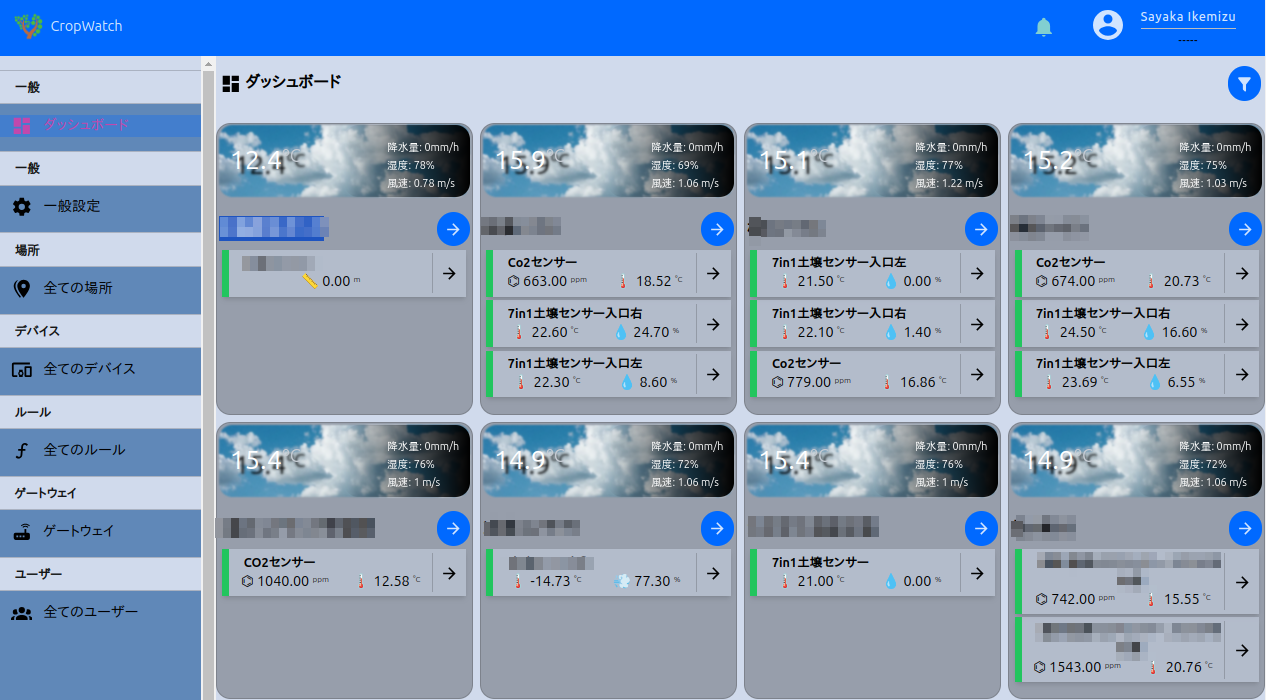 CropWatch
Sayaka Ikemizu
-----
一般
ダッシュボード
一般
一般設定
場所
全ての場所
デバイス
全てのデバイス
ルール
全てのルール
ゲートウェイ
ゲートウェイ
ユーザー
全てのユーザー
ダッシュボード
12.4°C
降水量: 0mm/h
湿度: 78%
風速: 0.78 m/s
0.00 m
15.9°C
降水量: 0mm/h
湿度: 69%
風速: 1.06 m/s
Co2センサー
663.00 ppm 18.52 °C
7in1土壌センサー入口右
22.60 °C 24.70 %
7in1土壌センサー入口左
22.30 °C 8.60 %
15.1°C
降水量: 0mm/h
湿度: 77%
風速: 1.22 m/s
7in1土壌センサー入口左
21.50 °C 0.00 %
7in1土壌センサー入口右
22.10 °C 1.40 %
Co2センサー
779.00 ppm 16.86 °C
15.2°C
降水量: 0mm/h
湿度: 75%
風速: 1.03 m/s
Co2センサー
674.00 ppm 20.73 °C
7in1土壌センサー入口右
24.50 °C 16.60 %
7in1土壌センサー入口左
23.69 °C 6.55 %
15.4°C
降水量: 0mm/h
湿度: 76%
風速: 1 m/s
CO2センサー
1040.00 ppm 12.58 °C
14.9°C
降水量: 0mm/h
湿度: 72%
風速: 1.06 m/s
-14.73 °C 77.30 %
15.4°C
降水量: 0mm/h
湿度: 76%
風速: 1 m/s
7in1土壌センサー
21.00 °C 0.00 %
14.9°C
降水量: 0mm/h
湿度: 72%
風速: 1.06 m/s
742.00 ppm 15.55 °C
1543.00 ppm 20.76 °C